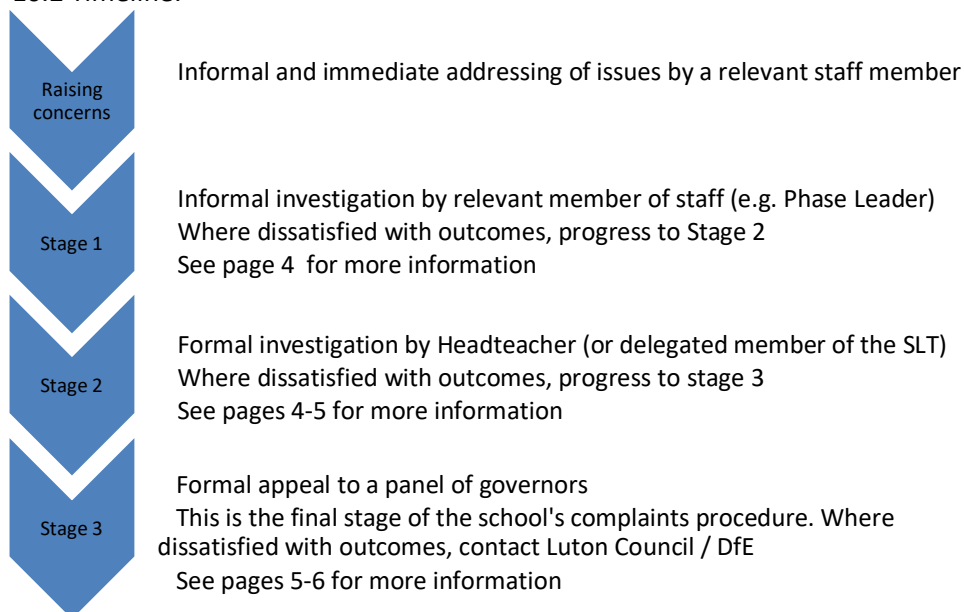 Raising
concerns
Informal and immediate addressing of issues by a relevant staff member
Stage 1
Informal investigation by relevant member of staff (e.g. Phase Leader)
Where dissatisfied with outcomes, progress to Stage 2
See page 4 for more information
Stage 2
Formal investigation by Headteacher (or delegated member of the SLT)
Where dissatisfied with outcomes, progress to stage 3
See pages 4-5 for more information
Stage 3
Formal appeal to a panel of governors
This is the final stage of the school's complaints procedure. Where
dissatisfied with outcomes, contact Luton Council / DfE
See pages 5-6 for more information